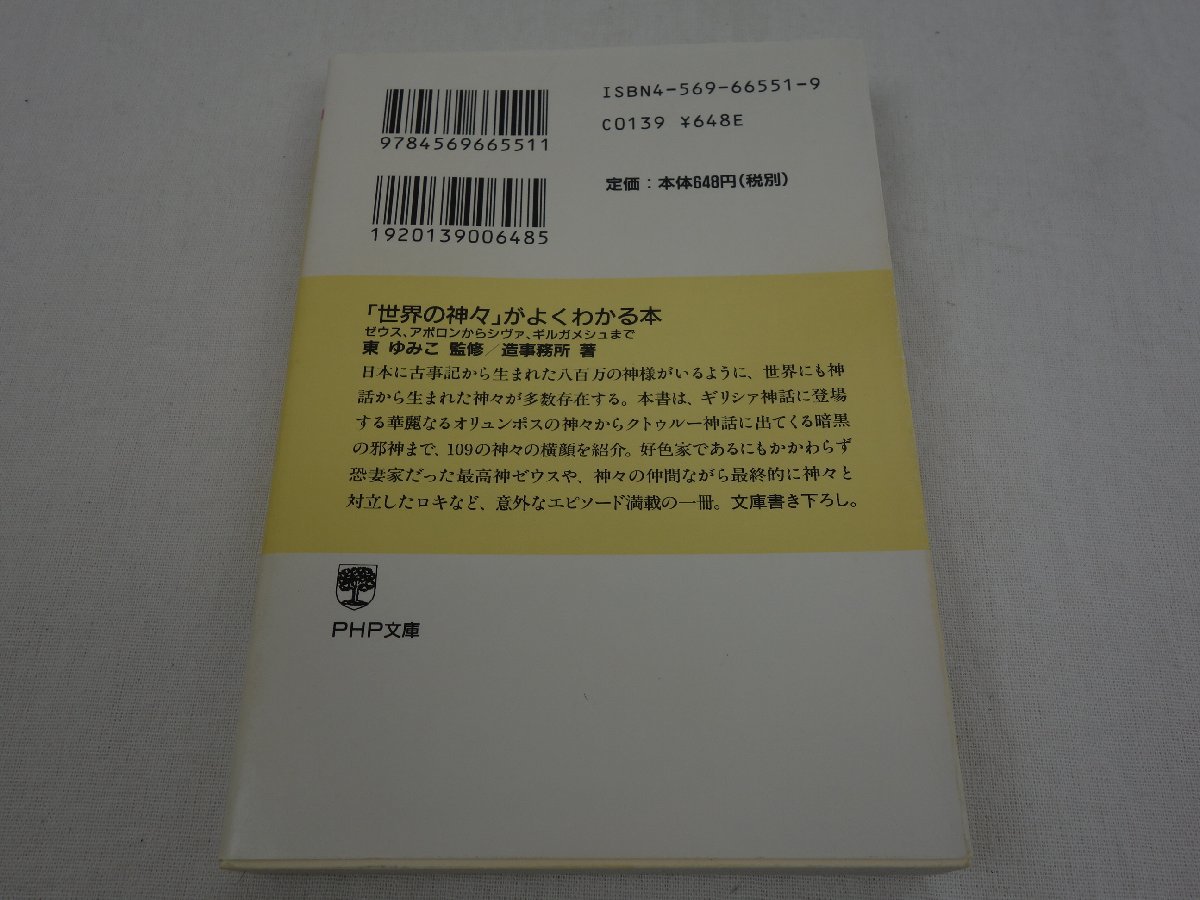 ISBN4-569-66551-9
9784569665511
C0139 ¥648E
1920139006485
定価：本体648円(税別)
「世界の神々」がよくわかる本
ゼウス、アポロンからシヴァ、ギルガメシュまで
東 ゆみこ 監修／造事務所 著
日本に古事記から生まれた八百万の神様がいるように、世界にも神
話から生まれた神々が多数存在する。本書は、ギリシァ神話に登場
する華麗なるオリュンポスの神々からクトゥルー神話に出てくる暗黒
の邪神まで、109の神々の横顔を紹介。好色家であるにもかかわらず
恐妻家だった最高神ゼウスや、神々の仲間ながら最終的に神々と
対立したロキなど、意外なエピソード満載の一冊。文庫書き下ろし。
PHP文庫